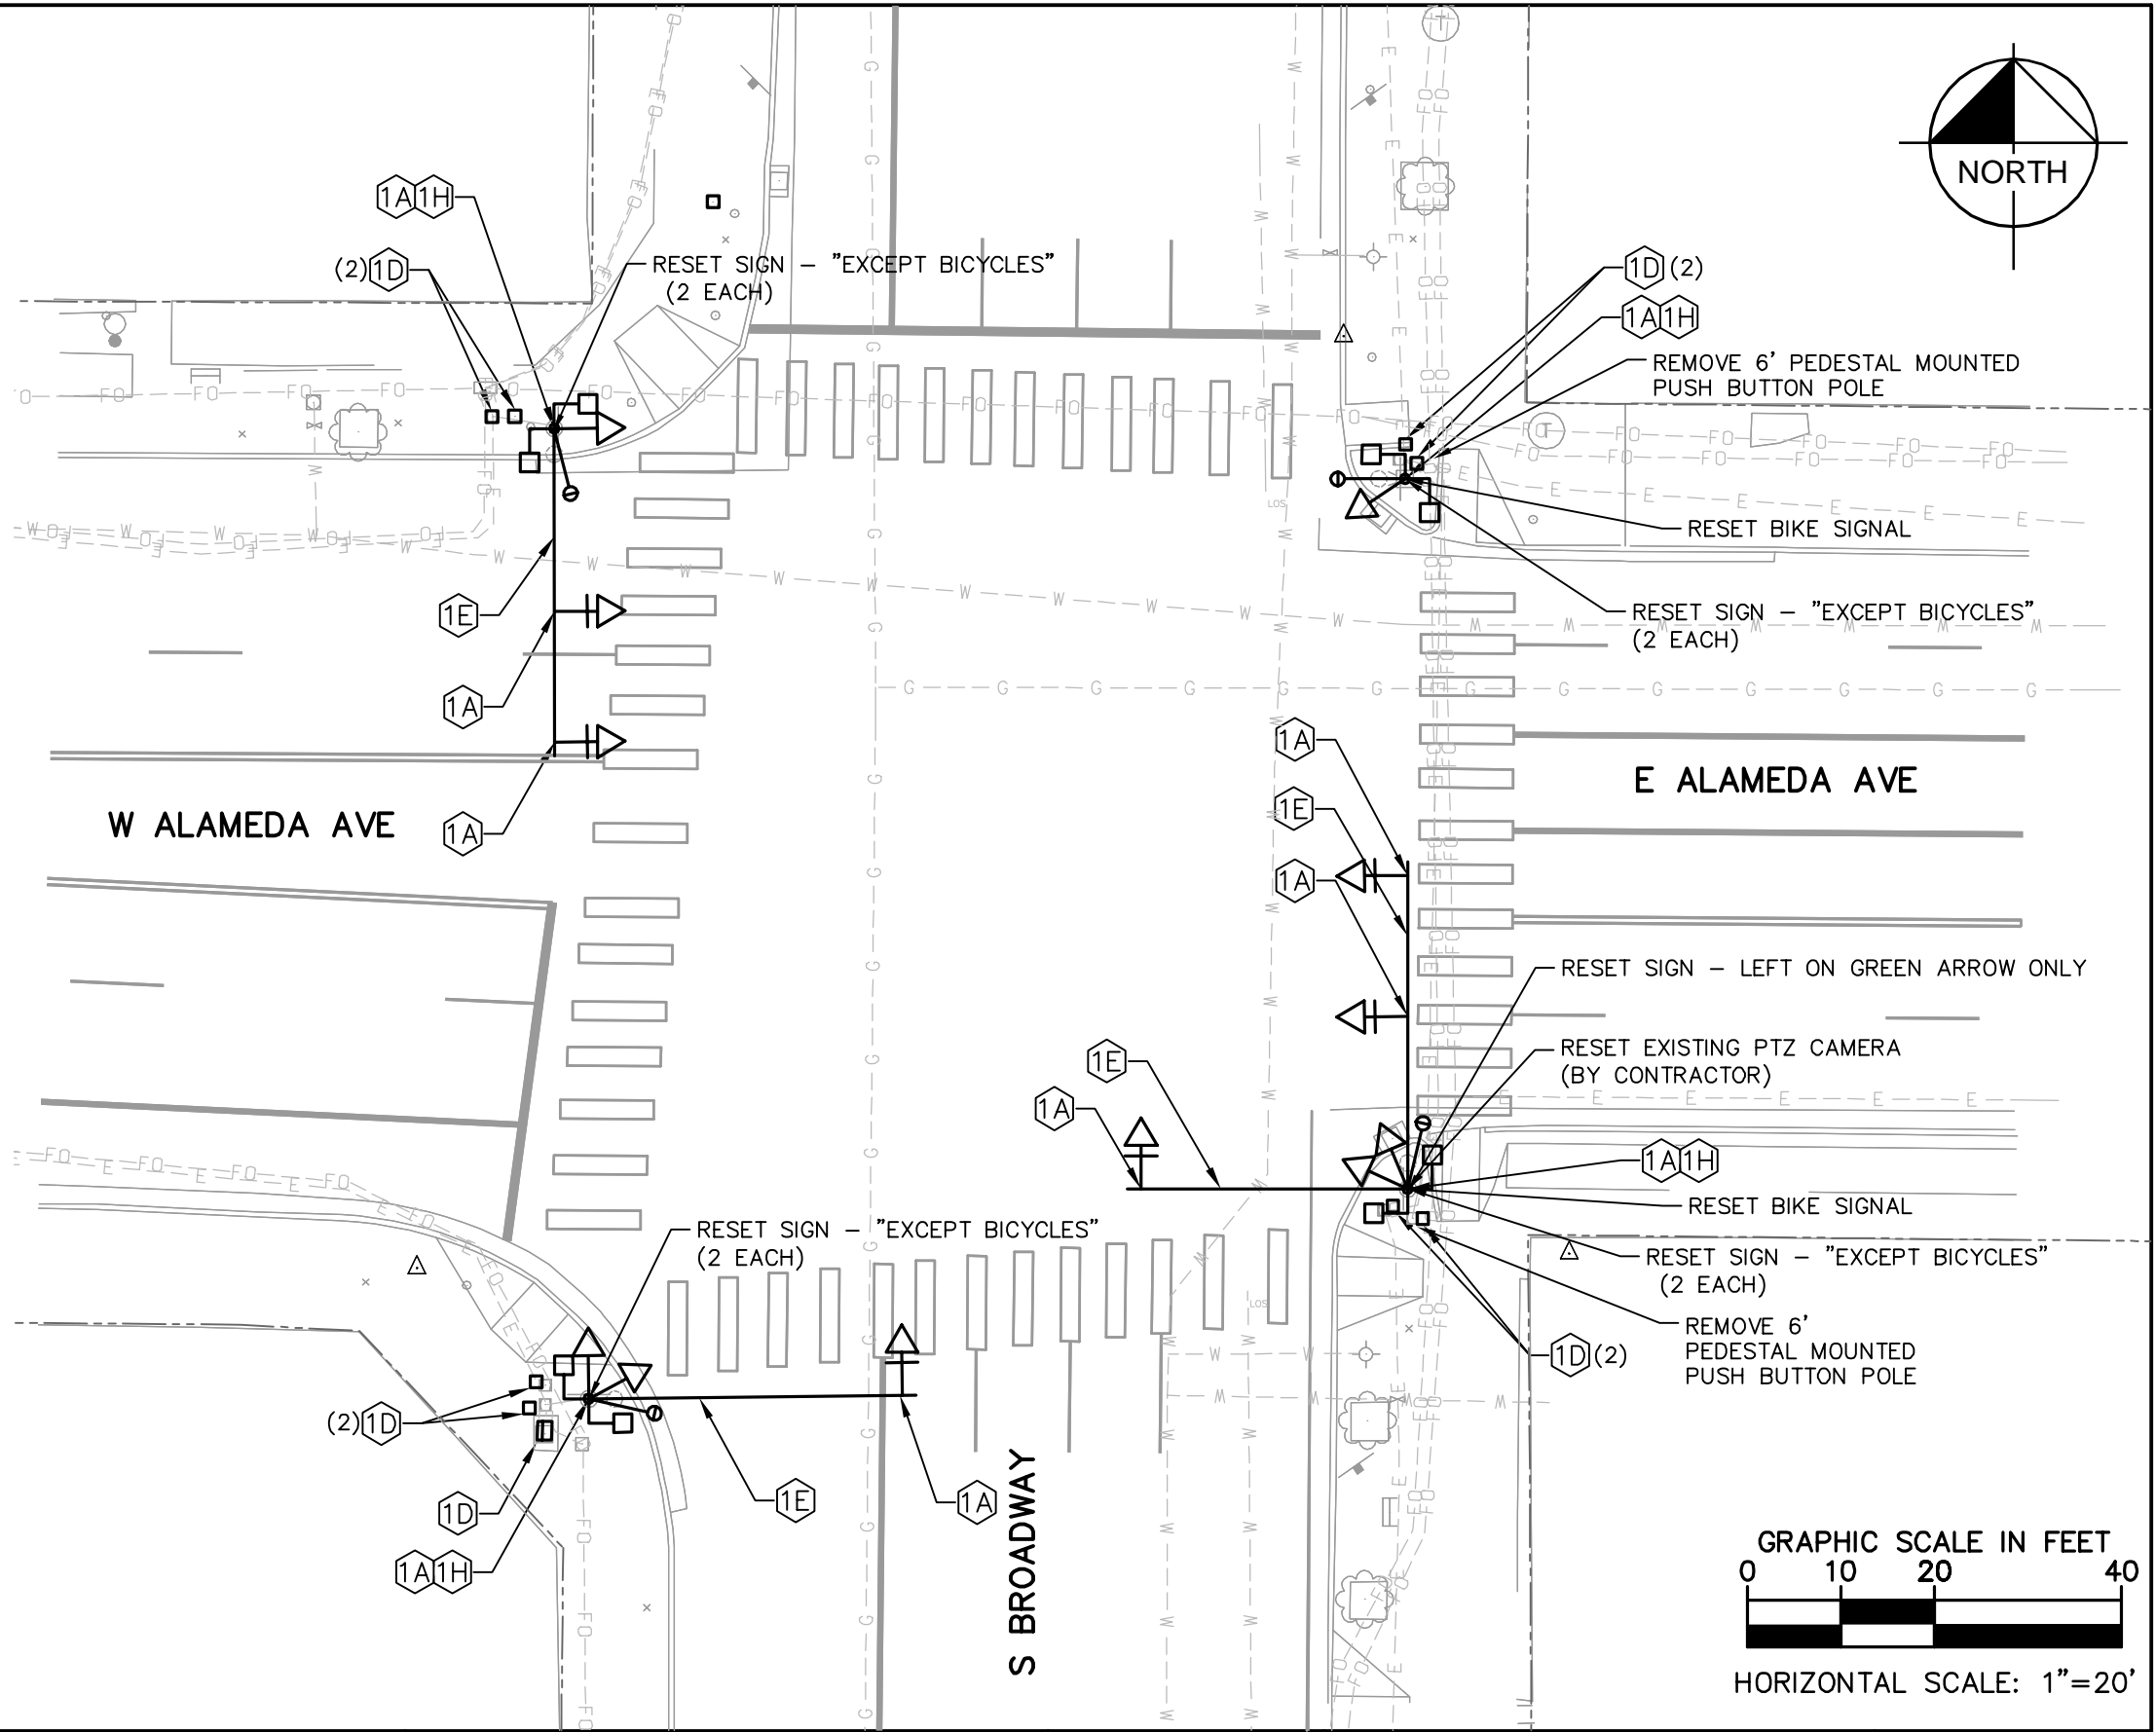 NORTH
1A 1H
(2) 1D
RESET SIGN – "EXCEPT BICYCLES"
(2 EACH)
1D (2)
1A 1H
REMOVE 6' PEDESTAL MOUNTED
PUSH BUTTON POLE
RESET BIKE SIGNAL
RESET SIGN – "EXCEPT BICYCLES"
(2 EACH)
1E
1A
1A
W ALAMEDA AVE
1A
1E
1A
E ALAMEDA AVE
RESET SIGN – LEFT ON GREEN ARROW ONLY
RESET EXISTING PTZ CAMERA
(BY CONTRACTOR)
1E
1A
1A 1H
RESET BIKE SIGNAL
RESET SIGN – "EXCEPT BICYCLES"
(2 EACH)
REMOVE 6'
PEDESTAL MOUNTED
PUSH BUTTON POLE
1D (2)
RESET SIGN – "EXCEPT BICYCLES"
(2 EACH)
(2) 1D
1D
1A 1H
1E
1A
S BROADWAY
GRAPHIC SCALE IN FEET
0 10 20 40
HORIZONTAL SCALE: 1"=20'